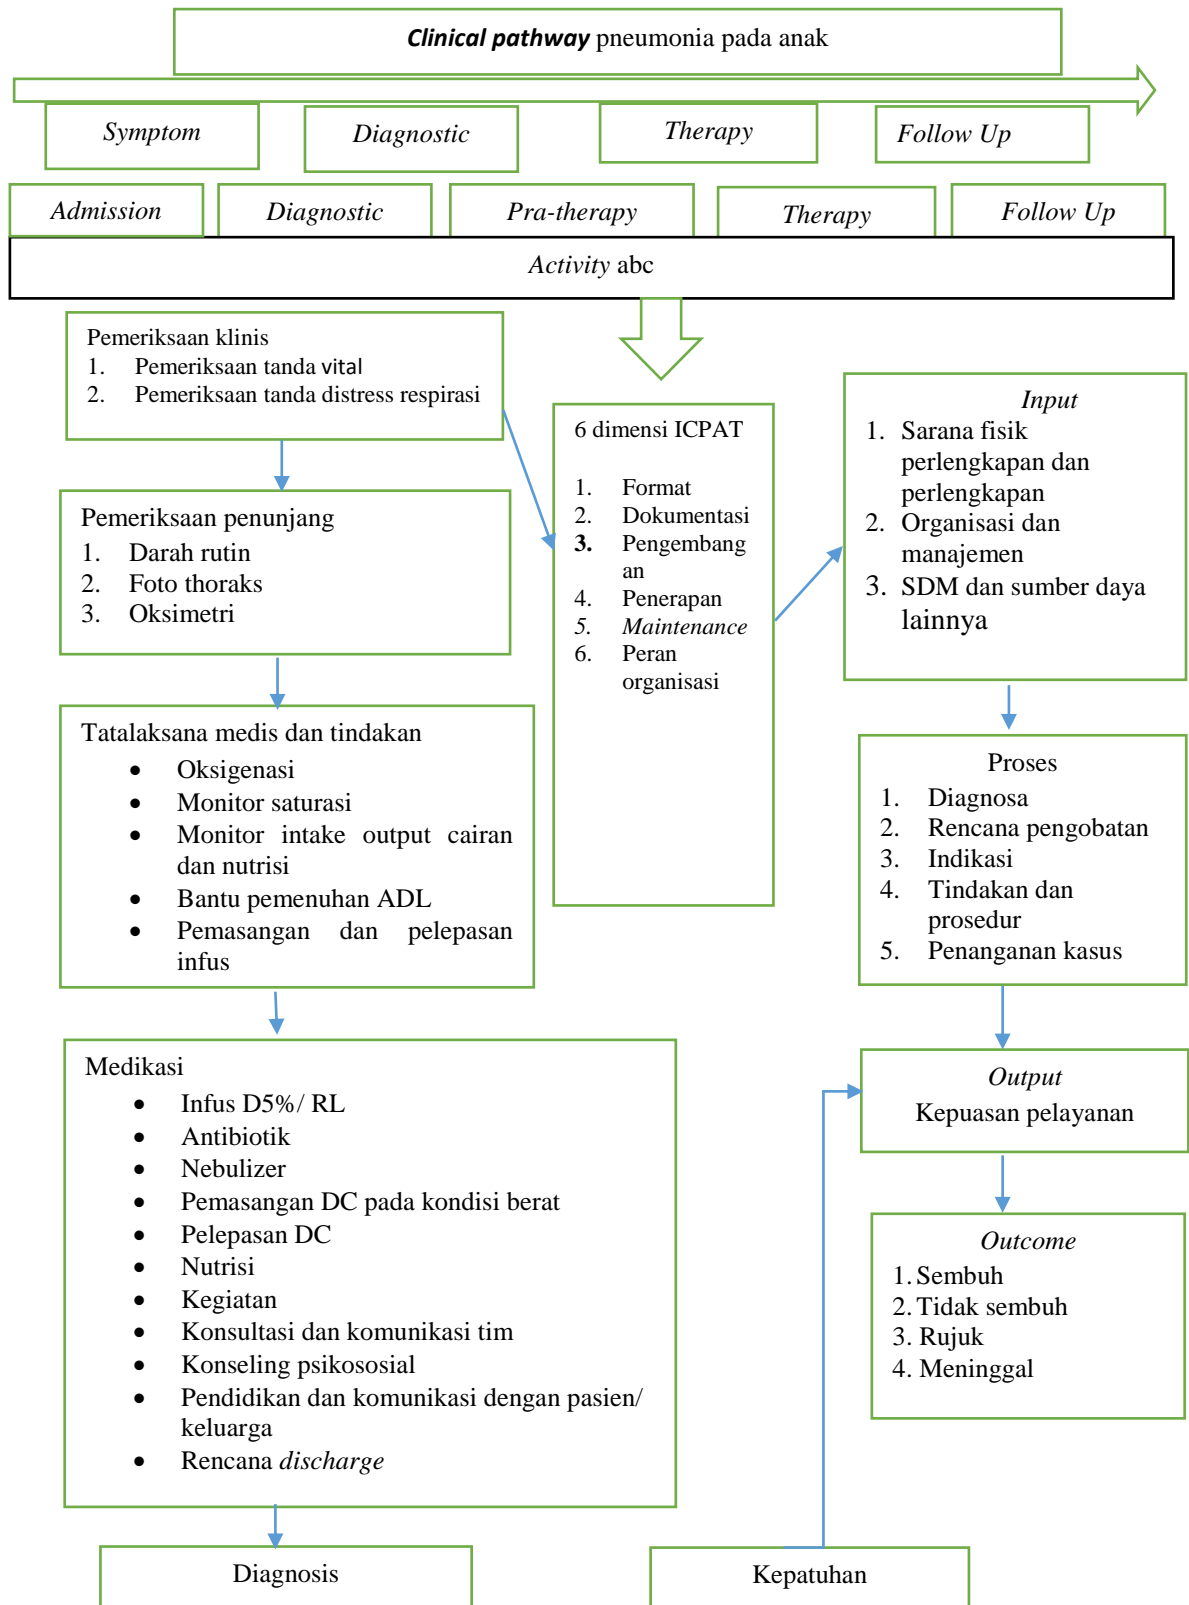 Clinical pathway pneumonia pada anak
Symptom
Diagnostic
Therapy
Follow Up
Admission
Diagnostic
Pra-therapy
Therapy
Follow Up
Activity abc
Pemeriksaan klinis
1. Pemeriksaan tanda vital
2. Pemeriksaan tanda distress respirasi
Pemeriksaan penunjang
1. Darah rutin
2. Foto thoraks
3. Oksimetri
Tatalaksana medis dan tindakan
• Oksigenasi
• Monitor saturasi
• Monitor intake output cairan
dan nutrisi
• Bantu pemenuhan ADL
• Pemasangan dan pelepasan
infus
Medikasi
• Infus D5%/ RL
• Antibiotik
• Nebulizer
• Pemasangan DC pada kondisi berat
• Pelepasan DC
• Nutrisi
• Kegiatan
• Konsultasi dan komunikasi tim
• Konseling psikososial
• Pendidikan dan komunikasi dengan pasien/
keluarga
• Rencana discharge
Diagnosis
6 dimensi ICPAT
1. Format
2. Dokumentasi
3. Pengembang
an
4. Penerapan
5. Maintenance
6. Peran
organisasi
Input
1. Sarana fisik
perlengkapan dan
perlengkapan
2. Organisasi dan
manajemen
3. SDM dan sumber daya
lainnya
Proses
1. Diagnosa
2. Rencana pengobatan
3. Indikasi
4. Tindakan dan
prosedur
5. Penanganan kasus
Output
Kepuasan pelayanan
Outcome
1. Sembuh
2. Tidak sembuh
3. Rujuk
4. Meninggal
Kepatuhan